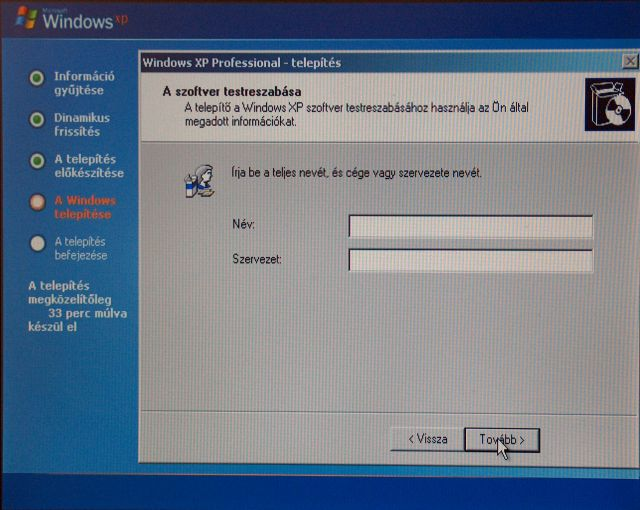 Microsoft
Windows xp
Windows XP Professional - telepítés
Információ
gyűjtése
Dinamikus
frissítés
A telepítés
előkészítése
A Windows
telepítése
A telepítés
befejezése
A telepítés
megközelítőleg
33 perc múlva
készül el
A szoftver testreszabása
A telepítő a Windows XP szoftver testreszabásához használja az Ön által
megadott információkat.
Írja be a teljes nevét, és cége vagy szervezete nevét.
Név:
Szervezet:
< Vissza
Tovább >